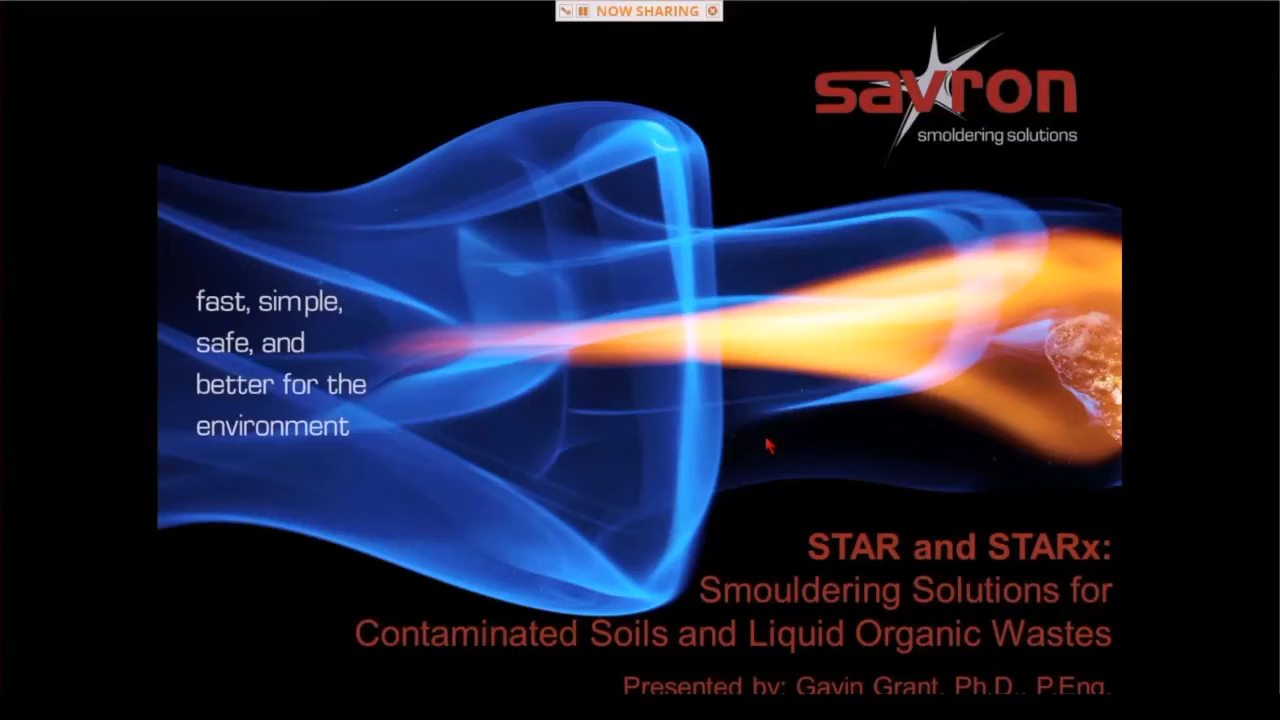 NOW SHARING
savron
smoldering solutions
fast, simple,
safe, and
better for the
environment
STAR and STARx:
Smouldering Solutions for
Contaminated Soils and Liquid Organic Wastes
Presented by: Gavin Grant, Ph.D., P.Eng.